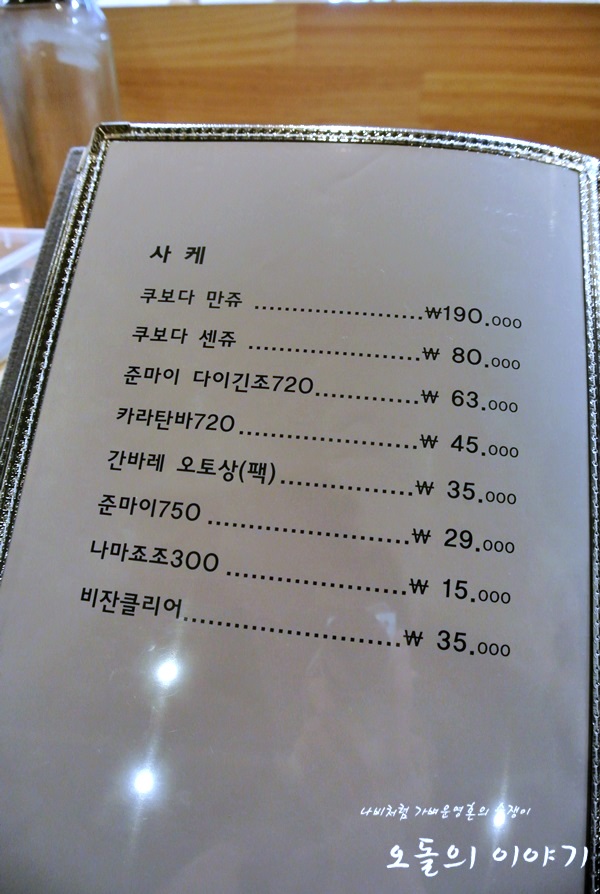 사 케
쿠보다 만쥬 ........................₩190.000
쿠보다 센쥬 ........................₩ 80.000
준마이 다이긴조720...............₩ 63.000
카라탄바720..........................₩ 45.000
간바레 오토상(팩)...................₩ 35.000
준마이750 .............................₩ 29.000
나마죠조300 ..........................₩ 15.000
비잔클리어..............................₩ 35.000
나비처럼 가벼운영혼의
오돌의 이야기